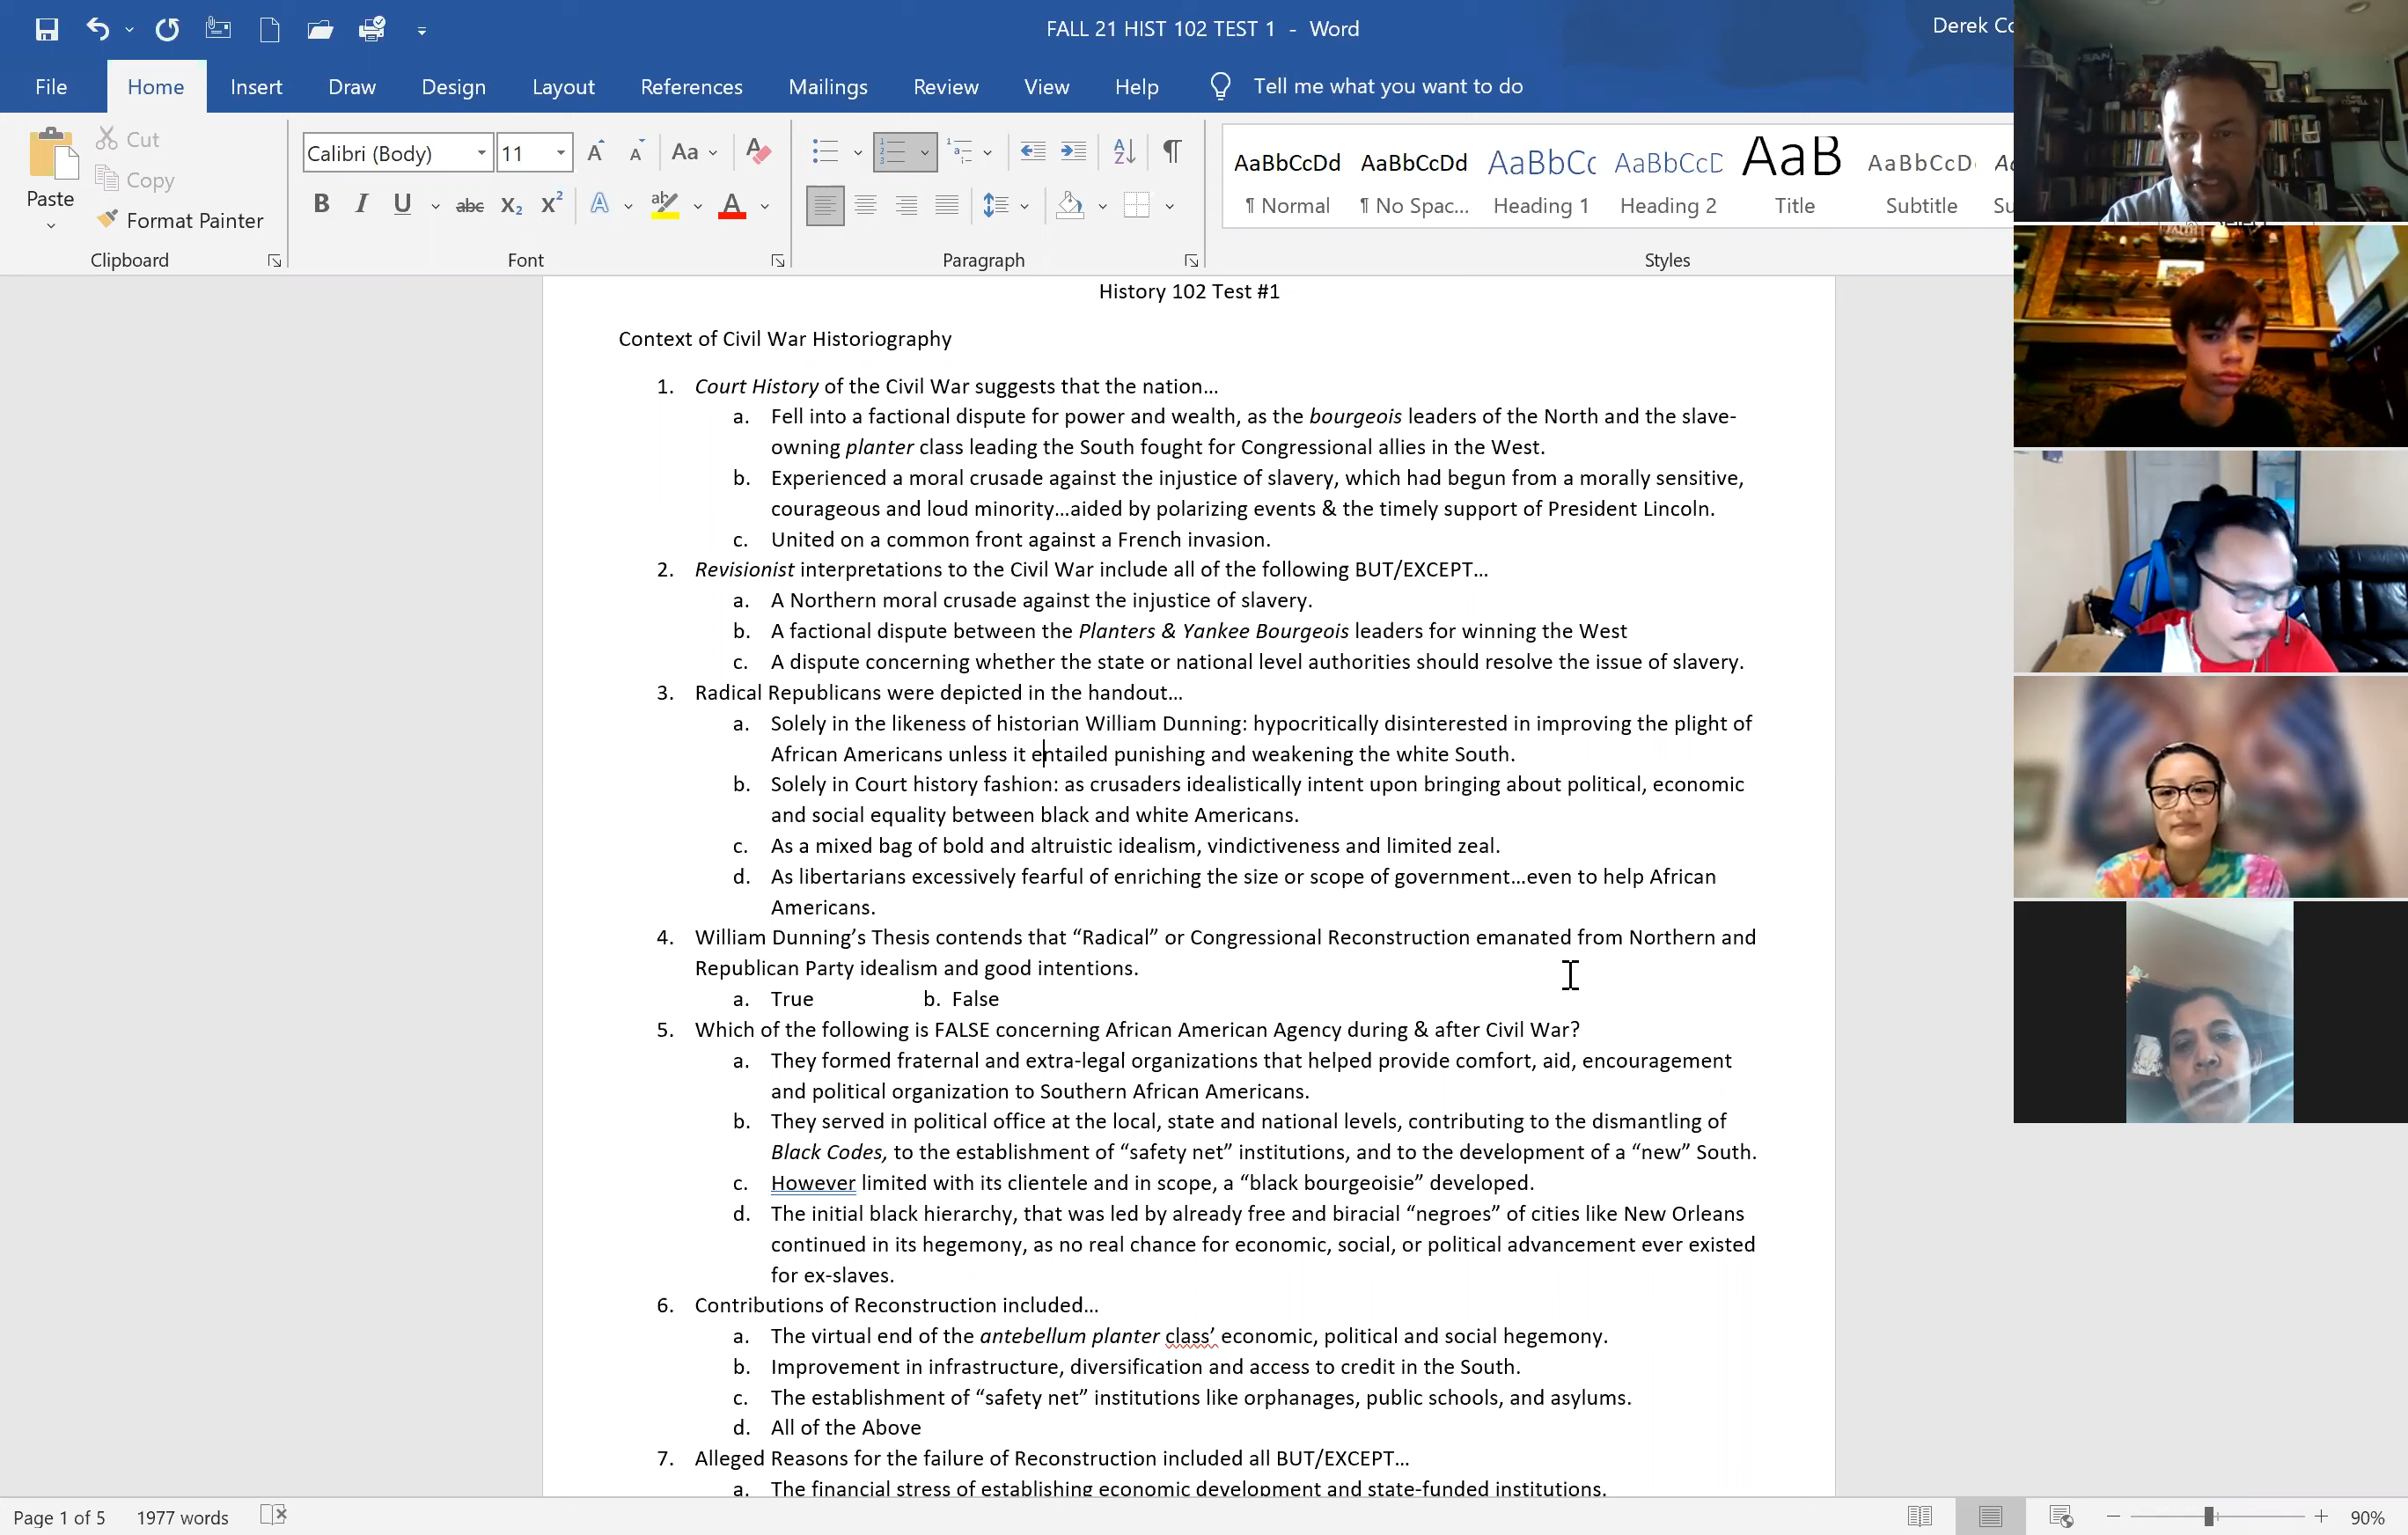 FALL 21 HIST 102 TEST 1 - Word
Derek Co
File Home Insert Draw Design Layout References Mailings Review View Help Tell me what you want to do
Paste
Cut
Copy
Format Painter
Clipboard
Calibri (Body) 11
Font
Paragraph
AaBbCcDd AaBbCcDd AaBbCc AaBbCcD AaB AaBbCcD
¶ Normal ¶ No Spac... Heading 1 Heading 2 Title Subtitle Su
Styles
History 102 Test #1
Context of Civil War Historiography
1. Court History of the Civil War suggests that the nation…
a. Fell into a factional dispute for power and wealth, as the bourgeois leaders of the North and the slave-
owning planter class leading the South fought for Congressional allies in the West.
b. Experienced a moral crusade against the injustice of slavery, which had begun from a morally sensitive,
courageous and loud minority…aided by polarizing events & the timely support of President Lincoln.
c. United on a common front against a French invasion.
2. Revisionist interpretations to the Civil War include all of the following BUT/EXCEPT…
a. A Northern moral crusade against the injustice of slavery.
b. A factional dispute between the Planters & Yankee Bourgeois leaders for winning the West
c. A dispute concerning whether the state or national level authorities should resolve the issue of slavery.
3. Radical Republicans were depicted in the handout…
a. Solely in the likeness of historian William Dunning: hypocritically disinterested in improving the plight of
African Americans unless it entailed punishing and weakening the white South.
b. Solely in Court history fashion: as crusaders idealistically intent upon bringing about political, economic
and social equality between black and white Americans.
c. As a mixed bag of bold and altruistic idealism, vindictiveness and limited zeal.
d. As libertarians excessively fearful of enriching the size or scope of government…even to help African
Americans.
4. William Dunning’s Thesis contends that “Radical” or Congressional Reconstruction emanated from Northern and
Republican Party idealism and good intentions.
a. True b. False
5. Which of the following is FALSE concerning African American Agency during & after Civil War?
a. They formed fraternal and extra-legal organizations that helped provide comfort, aid, encouragement
and political organization to Southern African Americans.
b. They served in political office at the local, state and national levels, contributing to the dismantling of
Black Codes, to the establishment of “safety net” institutions, and to the development of a “new” South.
c. However limited with its clientele and in scope, a “black bourgeoisie” developed.
d. The initial black hierarchy, that was led by already free and biracial “negroes” of cities like New Orleans
continued in its hegemony, as no real chance for economic, social, or political advancement ever existed
for ex-slaves.
6. Contributions of Reconstruction included…
a. The virtual end of the antebellum planter class’ economic, political and social hegemony.
b. Improvement in infrastructure, diversification and access to credit in the South.
c. The establishment of “safety net” institutions like orphanages, public schools, and asylums.
d. All of the Above
7. Alleged Reasons for the failure of Reconstruction included all BUT/EXCEPT…
a. The financial stress of establishing economic development and state-funded institutions.
Page 1 of 5 1977 words 90%